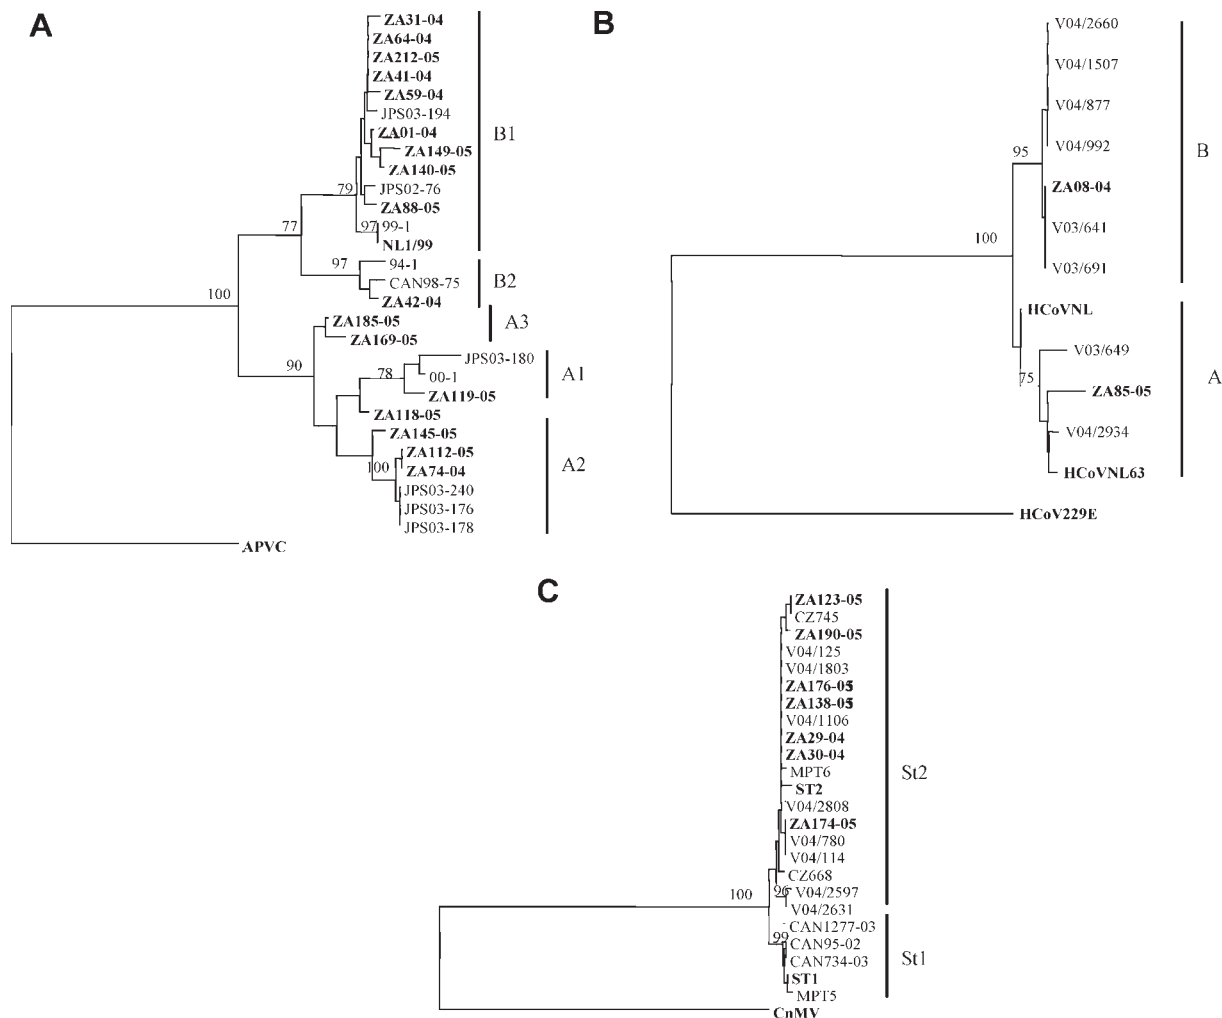 A
ZA31-04
ZA64-04
ZA212-05
ZA41-04
ZA59-04
JPS03-194
ZA01-04
ZA149-05
ZA140-05
JPS02-76
ZA88-05
99-1
NL1/99
94-1
CAN98-75
ZA42-04
ZA185-05
ZA169-05
JPS03-180
00-1
ZA119-05
ZA118-05
ZA145-05
ZA112-05
ZA74-04
JPS03-240
JPS03-176
JPS03-178
APVC
79
77
97
97
100
90
78
100
B1
B2
A3
A1
A2
B
V04/2660
V04/1507
V04/877
V04/992
ZA08-04
V03/641
V03/691
HCoVNL
V03/649
ZA85-05
V04/2934
HCoVNL63
HCoV229E
95
100
75
B
A
C
ZA123-05
CZ745
ZA190-05
V04/125
V04/1803
ZA176-05
ZA138-05
V04/1106
ZA29-04
ZA30-04
MPT6
ST2
V04/2808
ZA174-05
V04/780
V04/114
CZ668
V04/2597
V04/2631
CAN1277-03
CAN95-02
CAN734-03
ST1
MPT5
CnMV
100
96
99
St2
St1